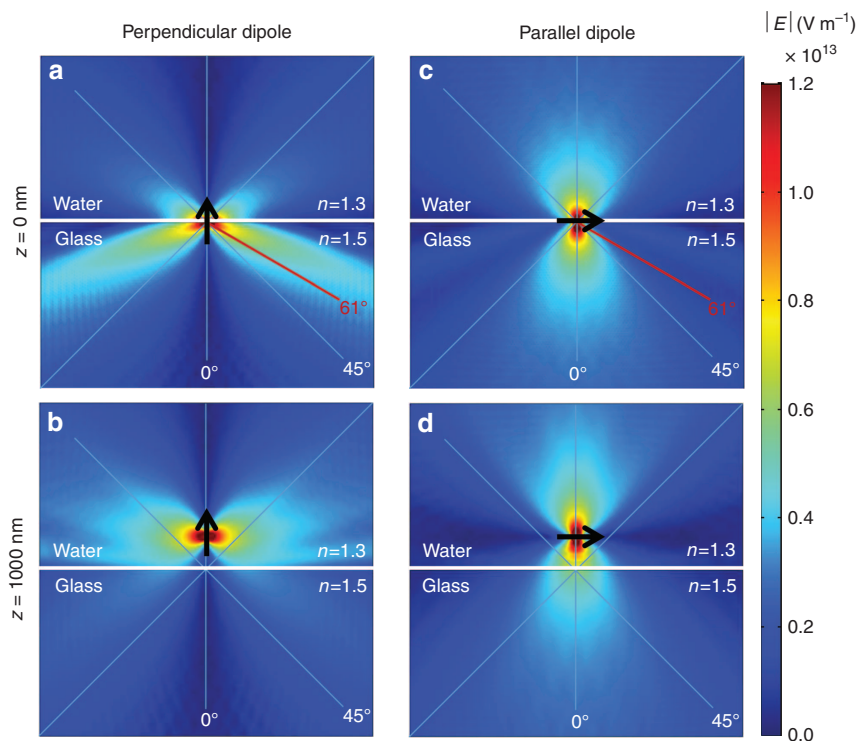 Perpendicular dipole
Parallel dipole
|E| (V m⁻¹)
× 10¹³
z = 0 nm
a
Water
n=1.3
Glass
n=1.5
61°
0°
45°
c
Water
n=1.3
Glass
n=1.5
61°
0°
45°
z = 1000 nm
b
Water
n=1.3
Glass
n=1.5
0°
45°
d
Water
n=1.3
Glass
n=1.5
0°
45°
1.2
1.0
0.8
0.6
0.4
0.2
0.0